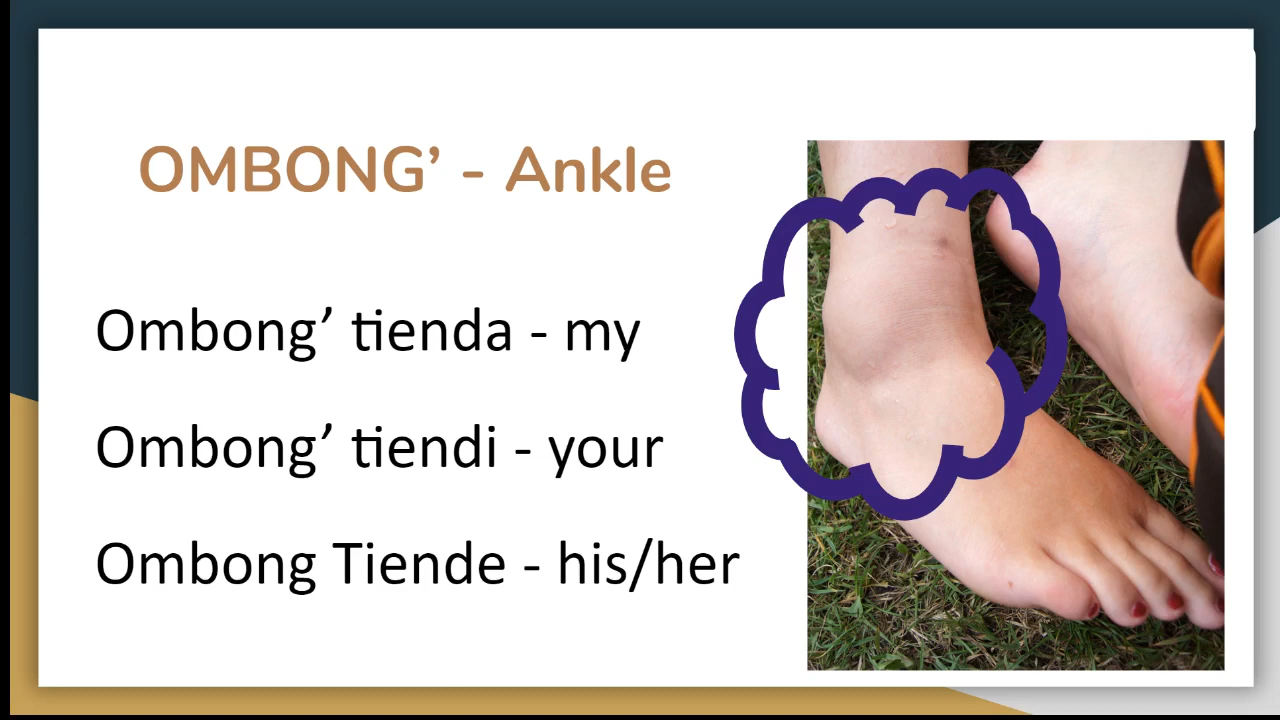 OMBONG’ - Ankle
Ombong’ tienda - my
Ombong’ tiendi - your
Ombong Tiende - his/her